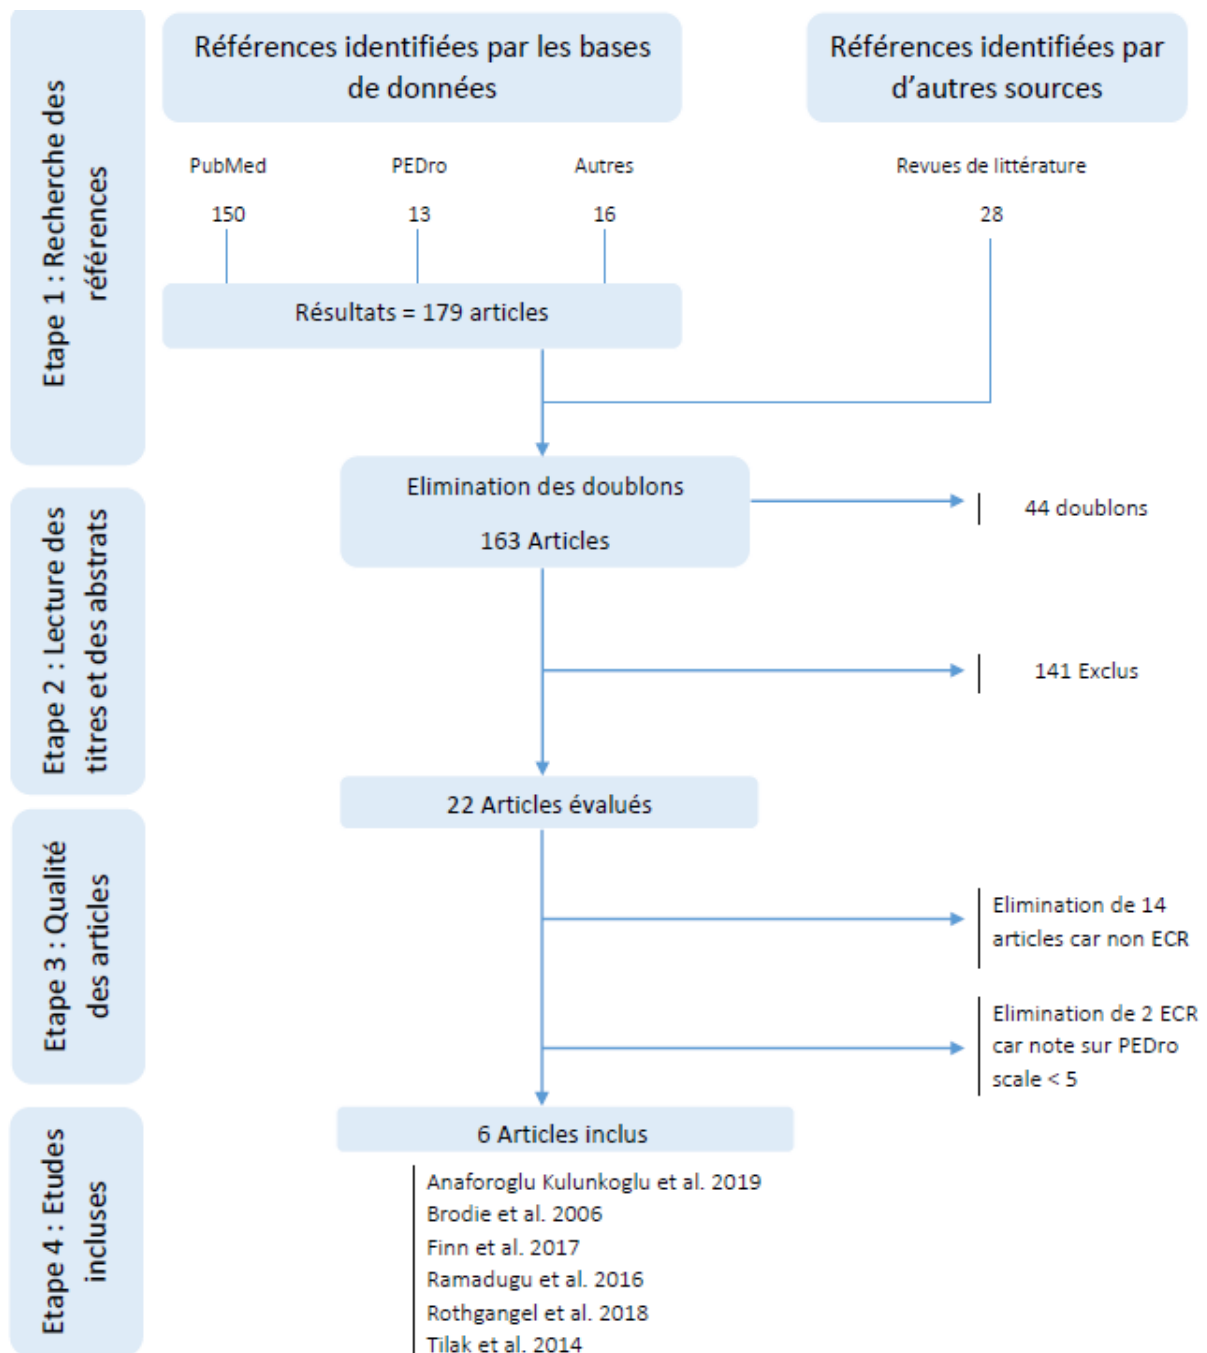 Etape 1 : Recherche des
références
Références identifiées par les bases
de données
Références identifiées par
d'autres sources
PubMed
PEDro
Autres
Revues de littérature
150
13
16
28
Résultats = 179 articles
Etape 2 : Lecture des
titres et des abstrats
Elimination des doublons
163 Articles
44 doublons
141 Exclus
22 Articles évalués
Etape 3 : Qualité
des articles
Elimination de 14
articles car non ECR
Elimination de 2 ECR
car note sur PEDro
scale < 5
Etape 4 : Etudes
incluses
6 Articles inclus
Anaforoglu Kulunkoglu et al. 2019
Brodie et al. 2006
Finn et al. 2017
Ramadugu et al. 2016
Rothgangel et al. 2018
Tilak et al. 2014